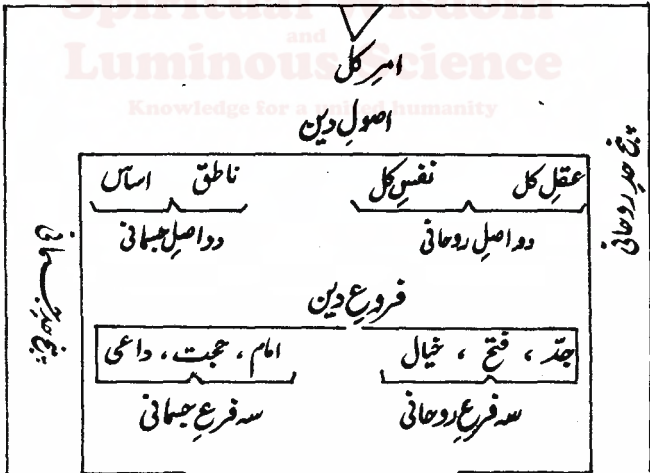 Spiritual Wisdom
and
Luminous Science
Knowledge for a united humanity
امرِ کل
اصولِ دین
عقلِ کل نفسِ کل ناطق اساس
دو اصلِ روحانی دو اصلِ جسمانی
فروعِ دین
جدّ ، فتح ، خیال امام ، حجت ، داعی
سہ فرعِ روحانی سہ فرعِ جسمانی
پنج حدِ روحانی
پنج حدِ جسمانی